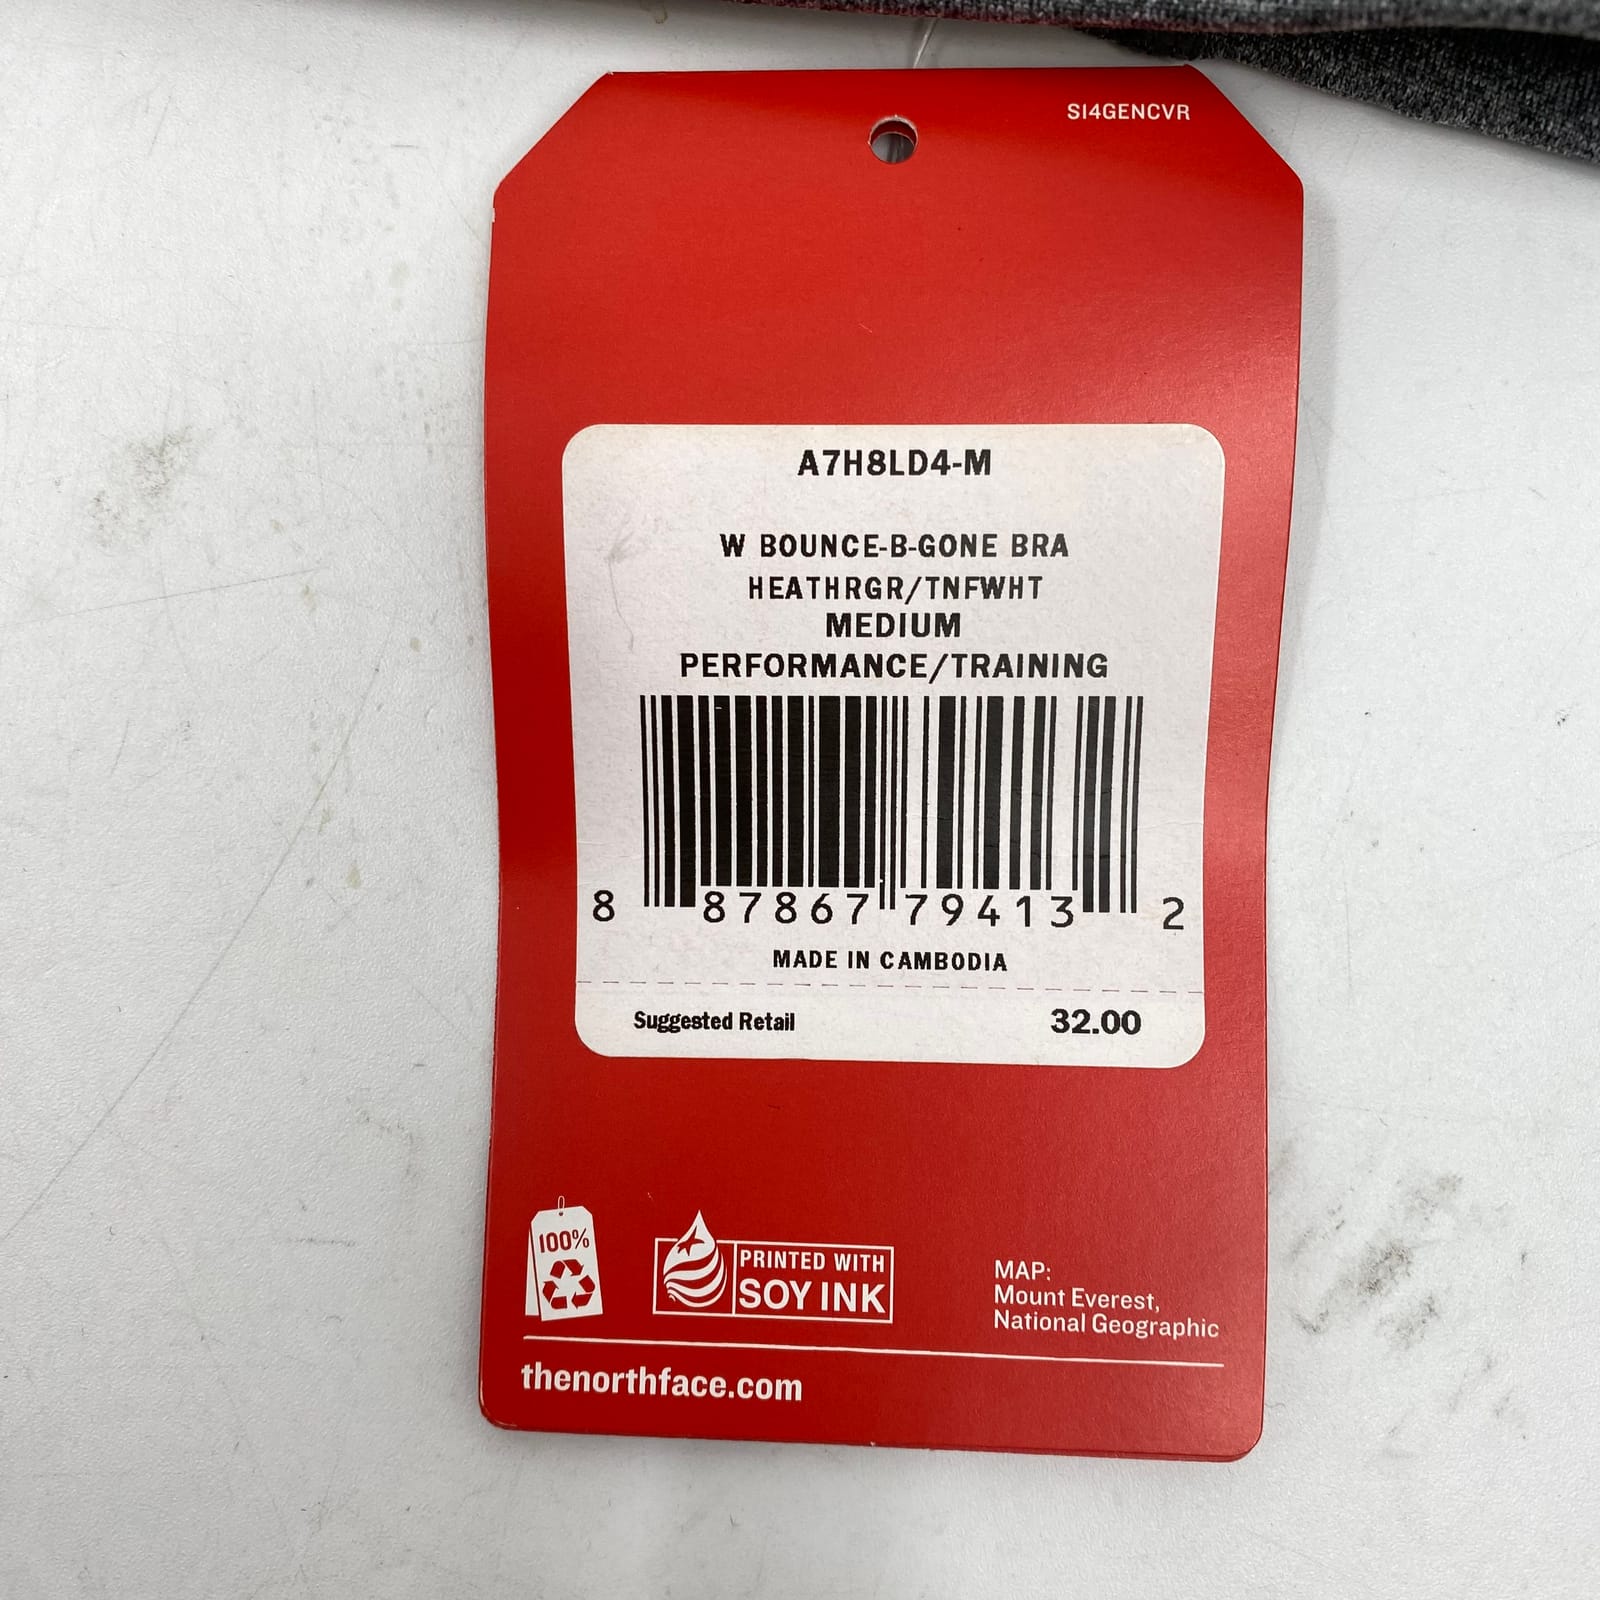 SI4GENCVR
A7H8LD4-M
W BOUNCE-B-GONE BRA
HEATHRGR/TNFWHT
MEDIUM
PERFORMANCE/TRAINING
8 87867 79413 2
MADE IN CAMBODIA
Suggested Retail 32.00
100%
PRINTED WITH
SOY INK
MAP:
Mount Everest,
National Geographic
thenorthface.com